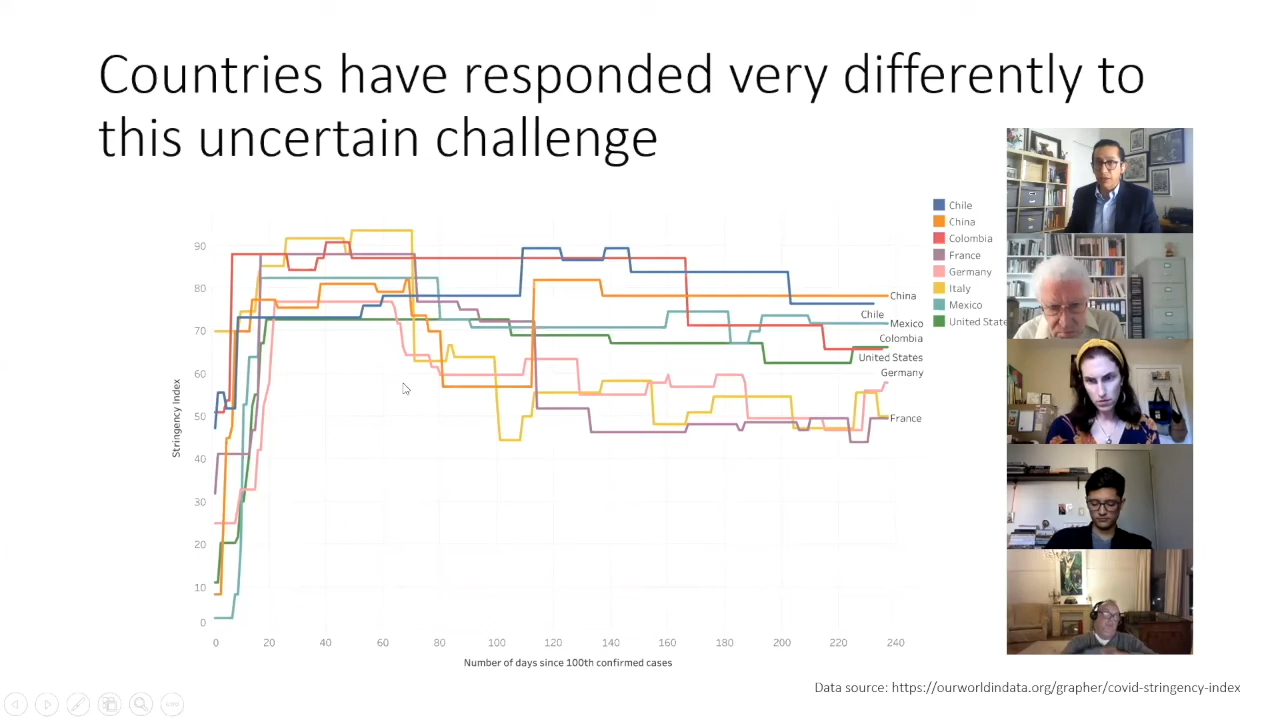 Countries have responded very differently to
this uncertain challenge
Chile
China
Colombia
France
Germany
Italy
Mexico
United State
90
80
70
60
50
40
30
20
10
0
Stringency Index
China
Chile
Mexico
Colombia
United States
Germany
France
0 20 40 60 80 100 120 140 160 180 200 220 240
Number of days since 100th confirmed cases
Data source: https://ourworldindata.org/grapher/covid-stringency-index